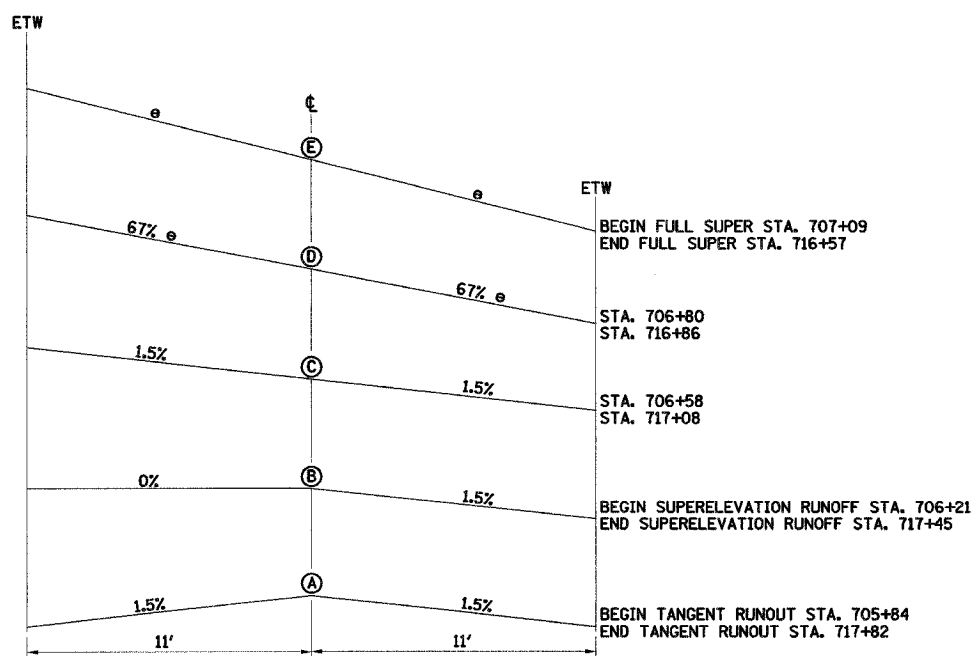 ETW
℄
e
E
e
ETW
BEGIN FULL SUPER STA. 707+09
END FULL SUPER STA. 716+57
67% e
D
67% e
STA. 706+80
STA. 716+86
1.5%
C
1.5%
STA. 706+58
STA. 717+08
0%
B
1.5%
BEGIN SUPERELEVATION RUNOFF STA. 706+21
END SUPERELEVATION RUNOFF STA. 717+45
1.5%
A
1.5%
BEGIN TANGENT RUNOUT STA. 705+84
END TANGENT RUNOUT STA. 717+82
11'
11'